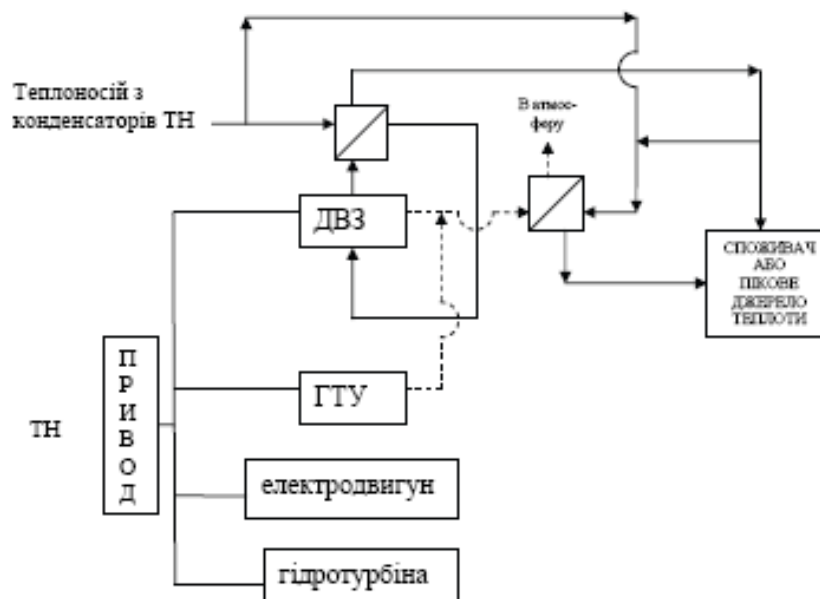 Теплоносій з
конденсаторів ТН
В атмос-
феру
ДВЗ
СПОЖИВАЧ
АБО
ПІКОВЕ
ДЖЕРЕЛО
ТЕПЛОТИ
ГТУ
ТН
П
Р
И
В
О
Д
електродвигун
гідротурбіна